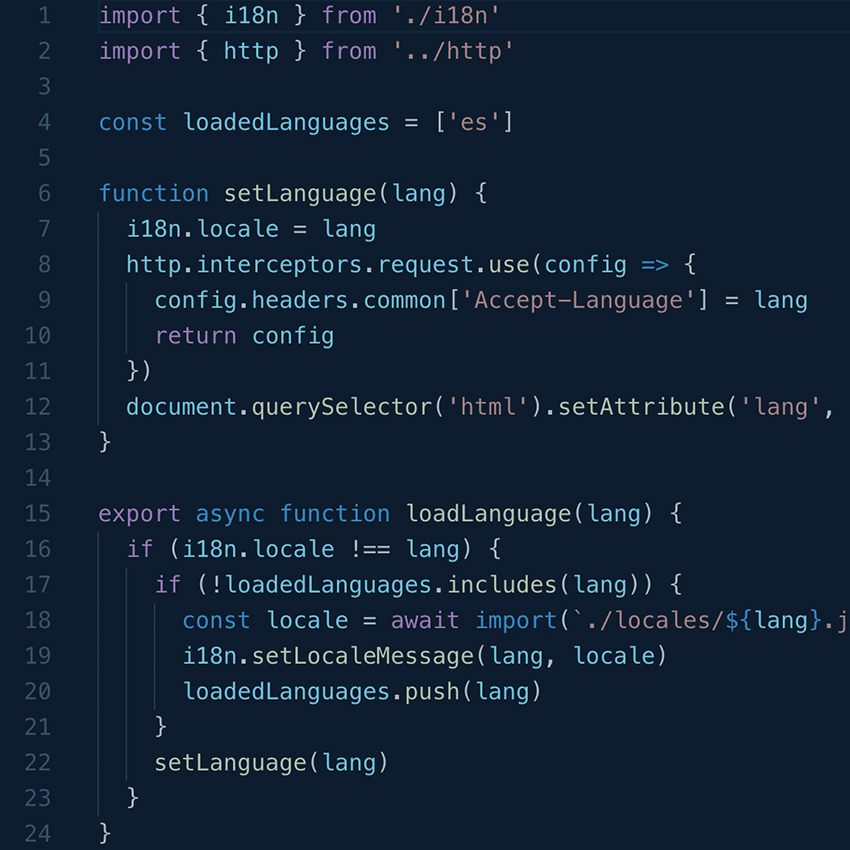 1 import { i18n } from './i18n'
2 import { http } from '../http'
3
4 const loadedLanguages = ['es']
5
6 function setLanguage(lang) {
7   i18n.locale = lang
8   http.interceptors.request.use(config => {
9     config.headers.common['Accept-Language'] = lang
10     return config
11   })
12   document.querySelector('html').setAttribute('lang',
13 }
14
15 export async function loadLanguage(lang) {
16   if (i18n.locale !== lang) {
17     if (!loadedLanguages.includes(lang)) {
18       const locale = await import(`./locales/${lang}.j
19       i18n.setLocaleMessage(lang, locale)
20       loadedLanguages.push(lang)
21     }
22     setLanguage(lang)
23   }
24 }